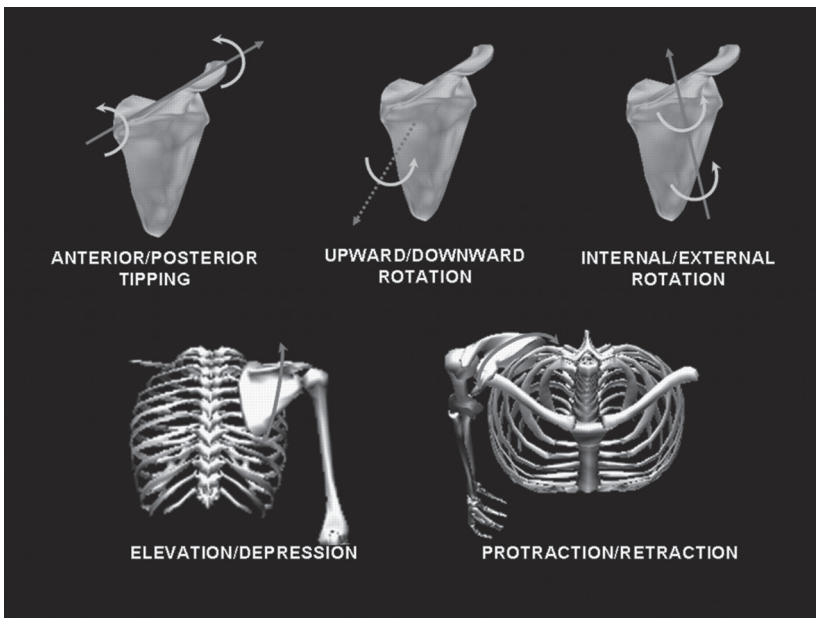 ANTERIOR/POSTERIOR
TIPPING
UPWARD/DOWNWARD
ROTATION
INTERNAL/EXTERNAL
ROTATION
ELEVATION/DEPRESSION
PROTRACTION/RETRACTION